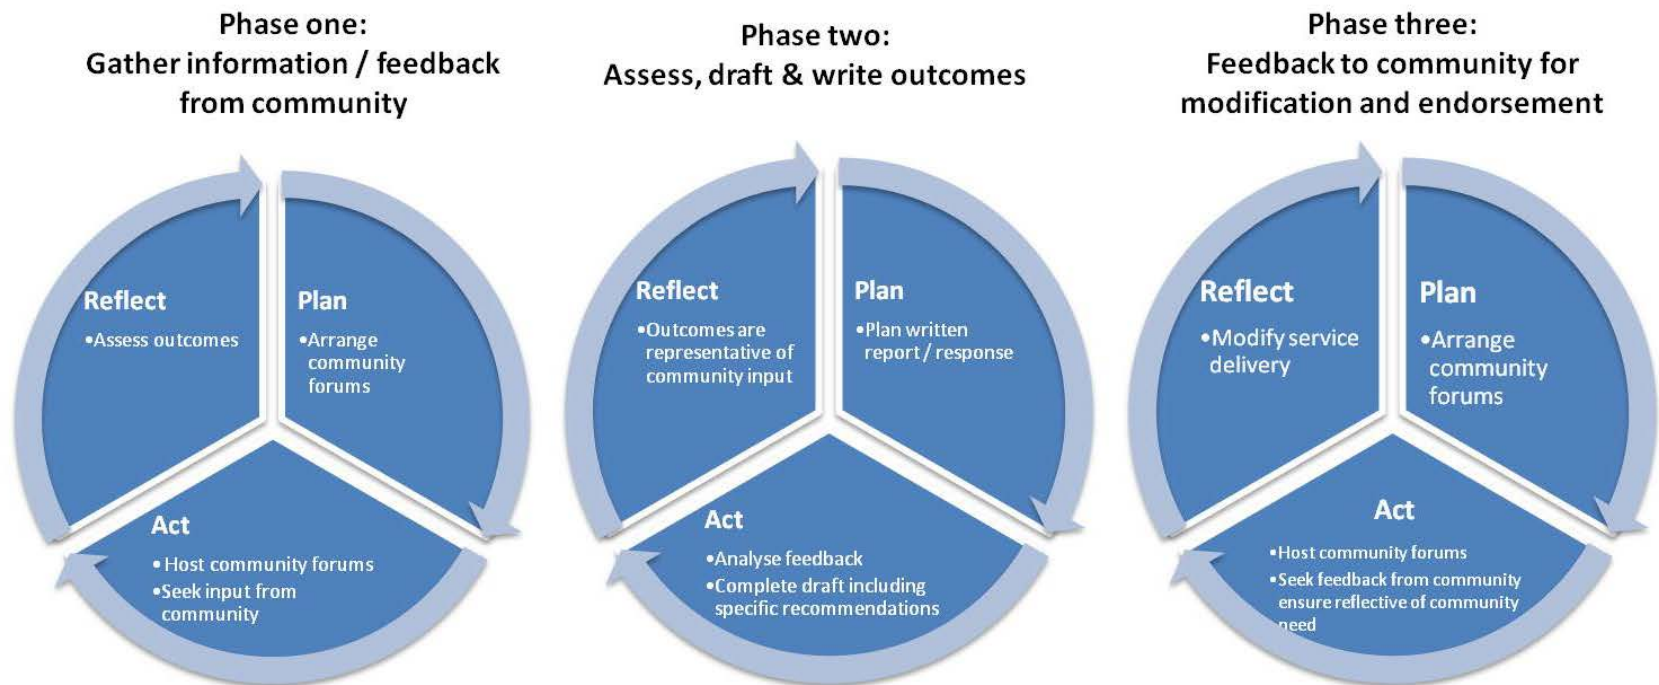 Phase one:
Gather information / feedback
from community
Reflect
•Assess outcomes
Plan
•Arrange
community
forums
Act
• Host community forums
•Seek input from
community
Phase two:
Assess, draft & write outcomes
Reflect
•Outcomes are
representative of
community input
Plan
•Plan written
report / response
Act
•Analyse feedback
•Complete draft including
specific recommendations
Phase three:
Feedback to community for
modification and endorsement
Reflect
•Modify service
delivery
Plan
•Arrange
community
forums
Act
•Host community forums
•Seek feedback from community
ensure reflective of community
need